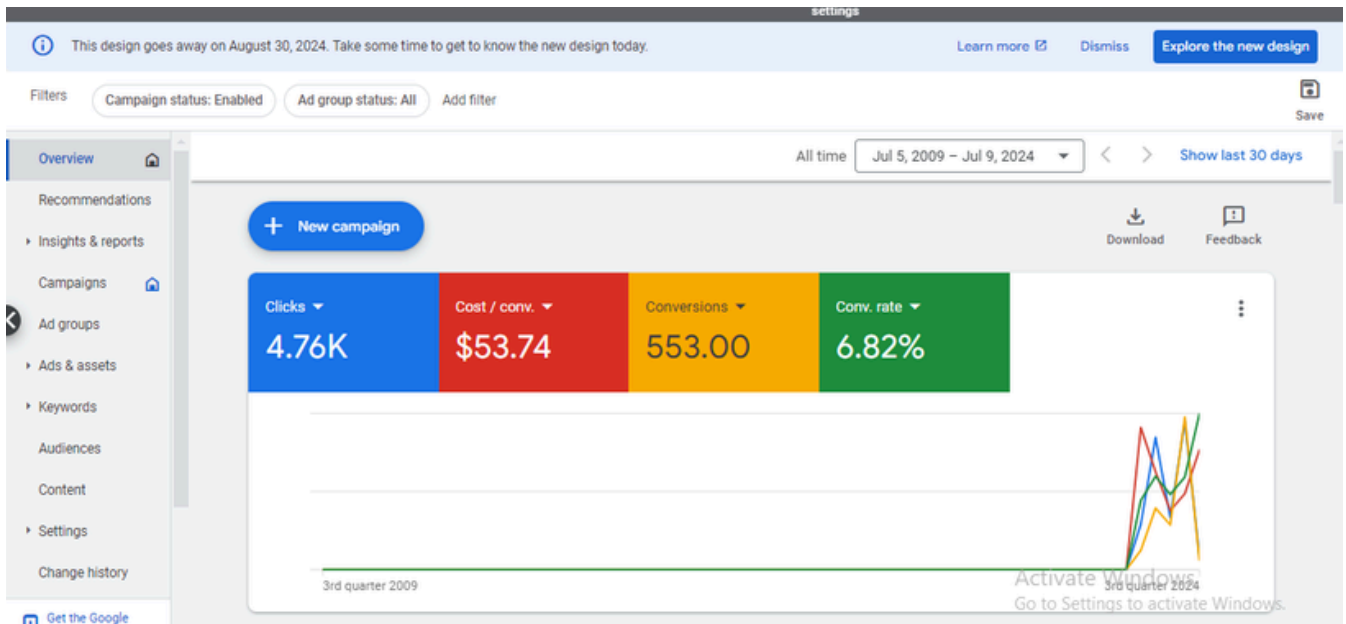 settings
This design goes away on August 30, 2024. Take some time to get to know the new design today.
Learn more
Dismiss
Explore the new design
Filters
Campaign status: Enabled
Ad group status: All
Add filter
Save
Overview
All time
Jul 5, 2009 – Jul 9, 2024
Show last 30 days
Recommendations
Insights & reports
Campaigns
Ad groups
Ads & assets
Keywords
Audiences
Content
Settings
Change history
Get the Google
+ New campaign
Download
Feedback
Clicks
4.76K
Cost / conv.
$53.74
Conversions
553.00
Conv. rate
6.82%
3rd quarter 2009
3rd quarter 2024
Activate Windows
Go to Settings to activate Windows.